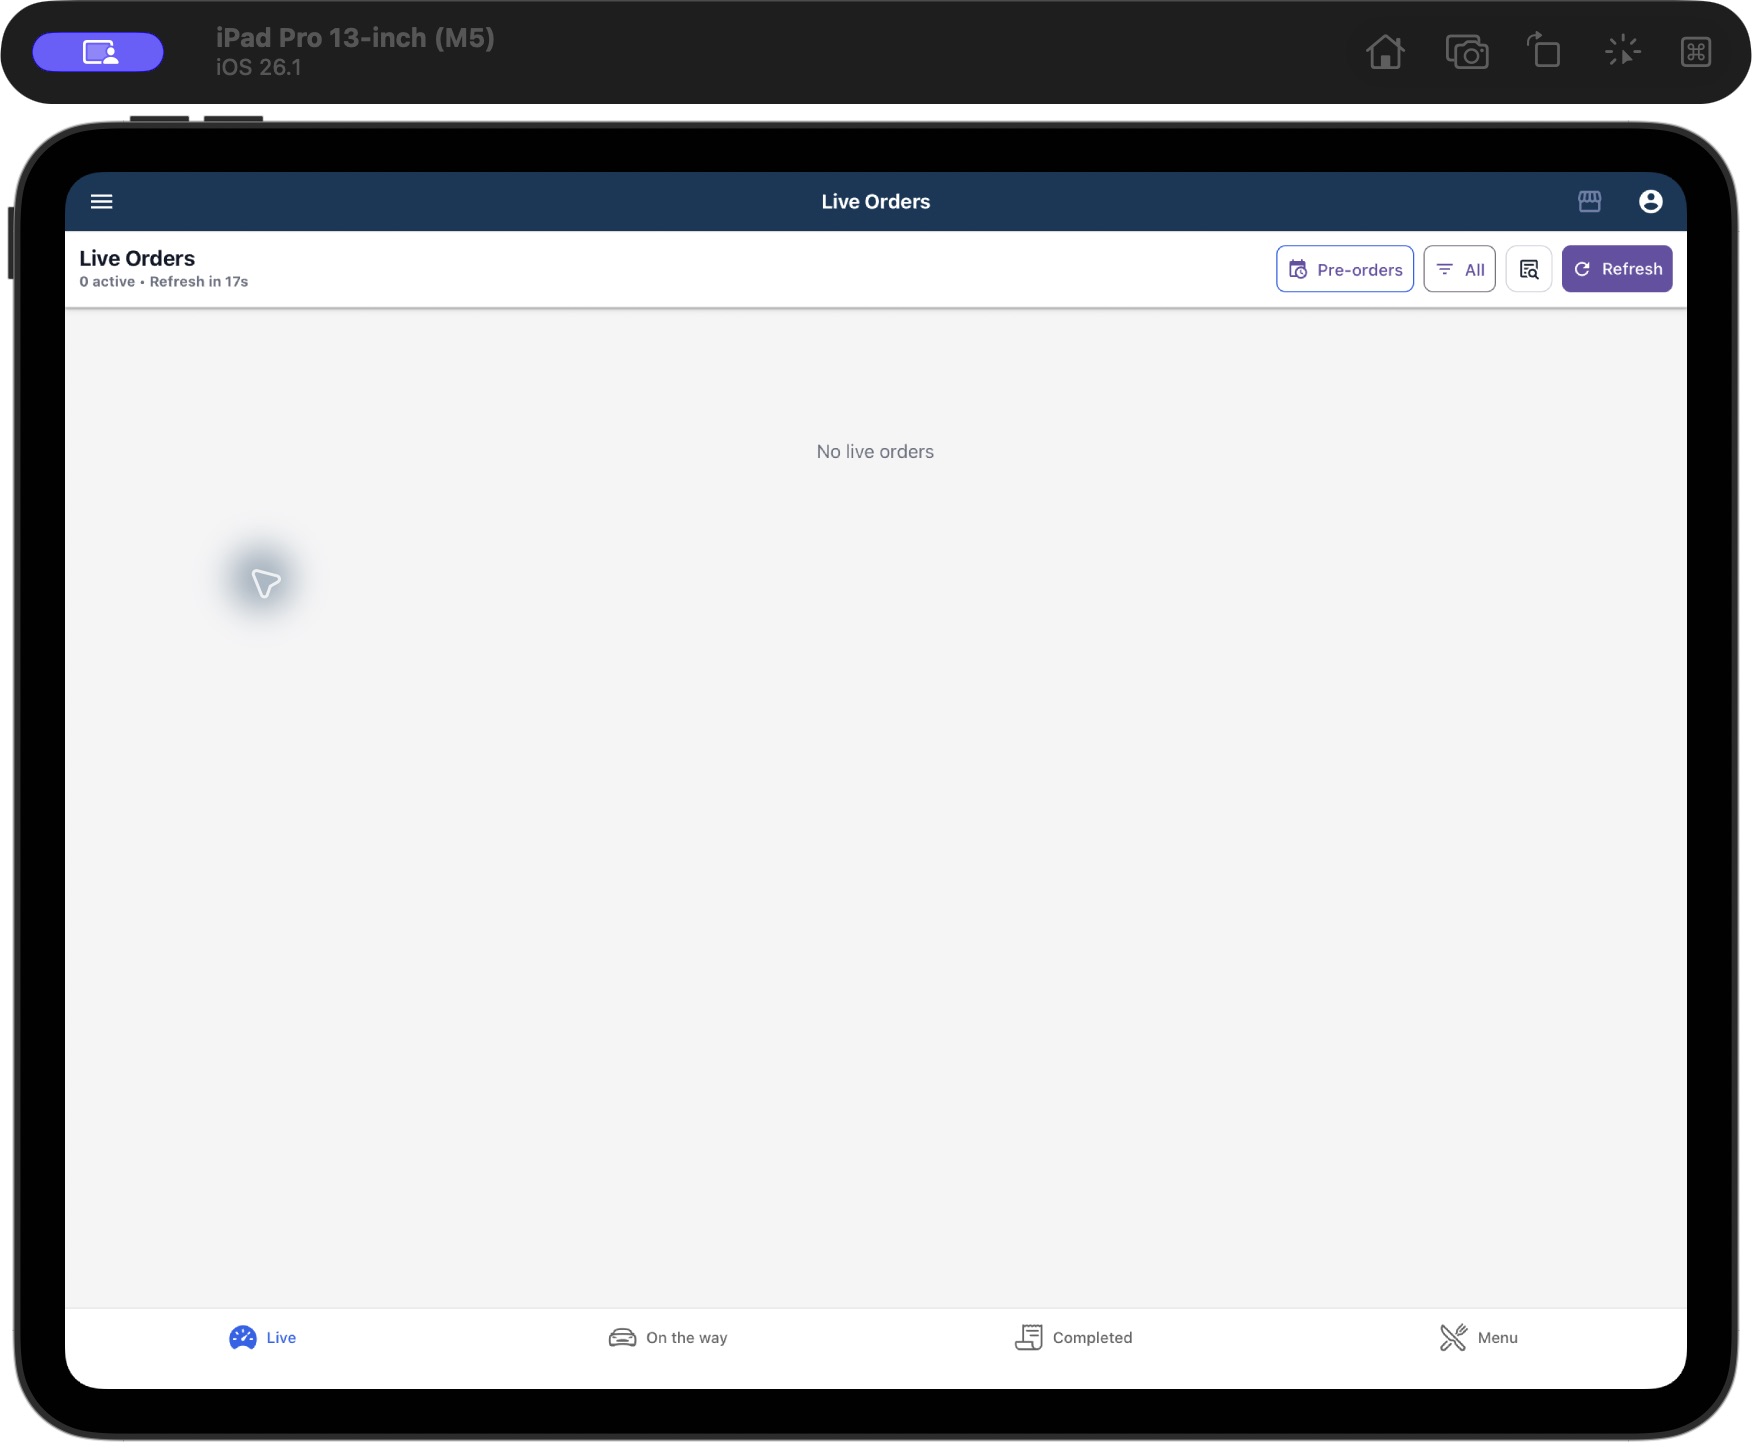 iPad Pro 13-inch (M5)
iOS 26.1
Live Orders
Live Orders
0 active • Refresh in 17s
Pre-orders
All
Refresh
No live orders
Live
On the way
Completed
Menu